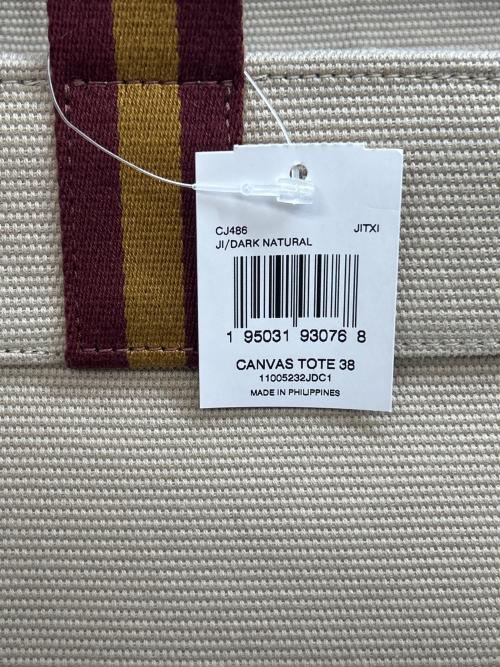 CJ486 JITXI
JI/DARK NATURAL
1 95031 93076 8
CANVAS TOTE 38
11005232JDC1
MADE IN PHILIPPINES